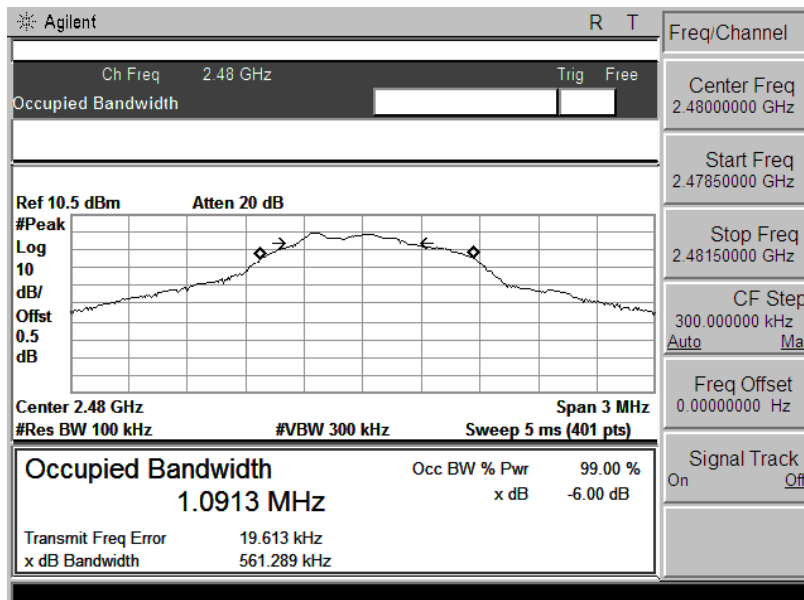 Agilent R T
Ch Freq 2.48 GHz Trig Free
Occupied Bandwidth
Ref 10.5 dBm Atten 20 dB
#Peak
Log
10
dB/
Offst
0.5
dB
Center 2.48 GHz Span 3 MHz
#Res BW 100 kHz #VBW 300 kHz Sweep 5 ms (401 pts)
Occupied Bandwidth
1.0913 MHz
Occ BW % Pwr 99.00 %
x dB -6.00 dB
Transmit Freq Error 19.613 kHz
x dB Bandwidth 561.289 kHz
Freq/Channel
Center Freq
2.48000000 GHz
Start Freq
2.47850000 GHz
Stop Freq
2.48150000 GHz
CF Step
300.000000 kHz
Auto Ma
Freq Offset
0.00000000 Hz
Signal Track
On Off